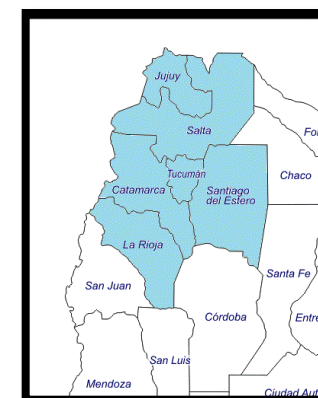 Jujuy
Salta
Fo
Tucumán
Chaco
Catamarca
Santiago
del Estero
La Rioja
Santa Fe
San Juan
Córdoba
Entre
San Luis
Mendoza
Ciudad Aut